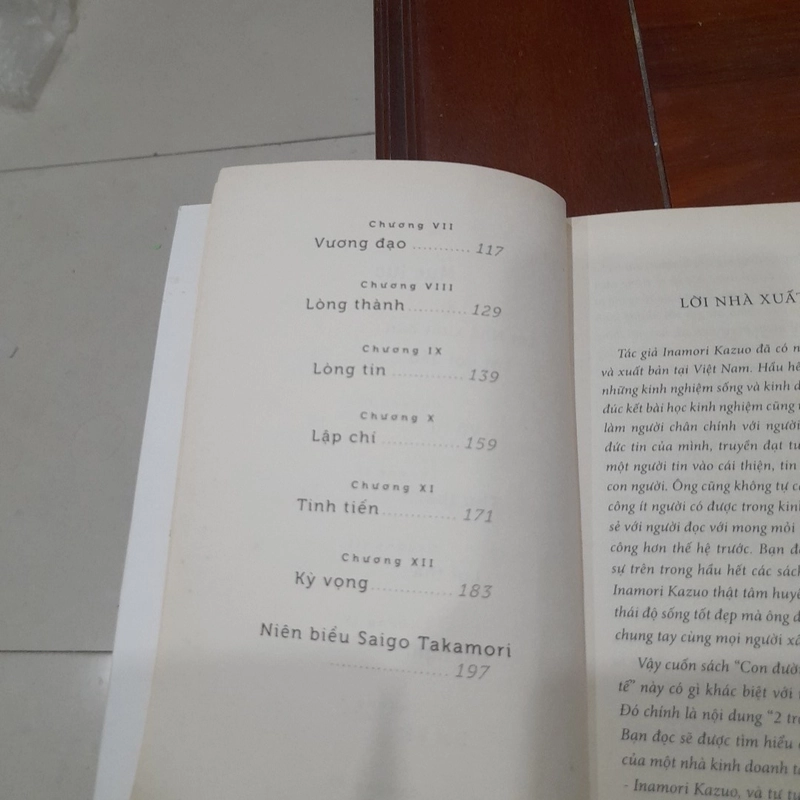 Chương VII
Vương đạo ........... 117
Chương VIII
Lòng thành ........... 129
Chương IX
Lòng tin ............. 139
Chương X
Lập chí .............. 159
Chương XI
Tinh tiến ............. 171
Chương XII
Kỳ vọng ............... 183
Niên biểu Saigo Takamori
..................... 197
LỜI NHÀ XUẤT
Tác giả Inamori Kazuo đã có
và xuất bản tại Việt Nam. Hầu hế
những kinh nghiệm sống và kinh d
đúc kết bài học kinh nghiệm cũng
làm người chân chính với người
đức tin của mình, truyền đạt tư
một người tin vào cái thiện, tin
con người. Ông cũng không tự c
công ít người có được trong kin
sẻ với người đọc với mong mỏi
công hơn thế hệ trước. Bạn đ
sự trên trong hầu hết các sách
Inamori Kazuo thật tâm huyế
thái độ sống tốt đẹp mà ông đ
chung tay cùng mọi người xâ
Vậy cuốn sách "Con đườ
tể" này có gì khác biệt với
Đó chính là nội dung "2 tr
Bạn đọc sẽ được tìm hiểu
của một nhà kinh doanh t
- Inamori Kazuo, và tư tư